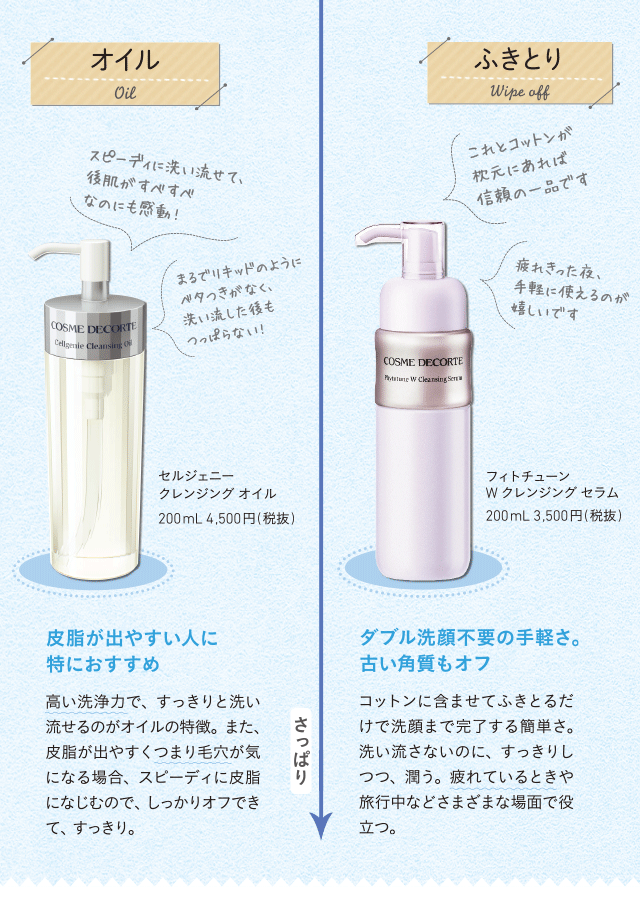 オイル
Oil
スピーディに洗い流せて、
後肌がすべすべ
なのにも感動！
まるでリキッドのように
ベタつきがなく、
洗い流した後も
つっぱらない！
COSME DECORTE
Cellgenie Cleansing Oil
セルジェニー
クレンジング オイル
200mL 4,500円(税抜)
皮脂が出やすい人に
特におすすめ
高い洗浄力で、すっきりと洗い
流せるのがオイルの特徴。また、
皮脂が出やすくつまり毛穴が気
になる場合、スピーディに皮脂
になじむので、しっかりオフでき
て、すっきり。
さっぱり
ふきとり
Wipe off
これとコットンが
枕元にあれば
信頼の一品です
疲れきった夜、
手軽に使えるのが
嬉しいです
COSME DECORTE
Phytotune W Cleansing Serum
フィトチューン
W クレンジング セラム
200mL 3,500円(税抜)
ダブル洗顔不要の手軽さ。
古い角質もオフ
コットンに含ませてふきとるだ
けで洗顔まで完了する簡単さ。
洗い流さないのに、すっきりし
つつ、潤う。疲れているときや
旅行中などさまざまな場面で役
立つ。